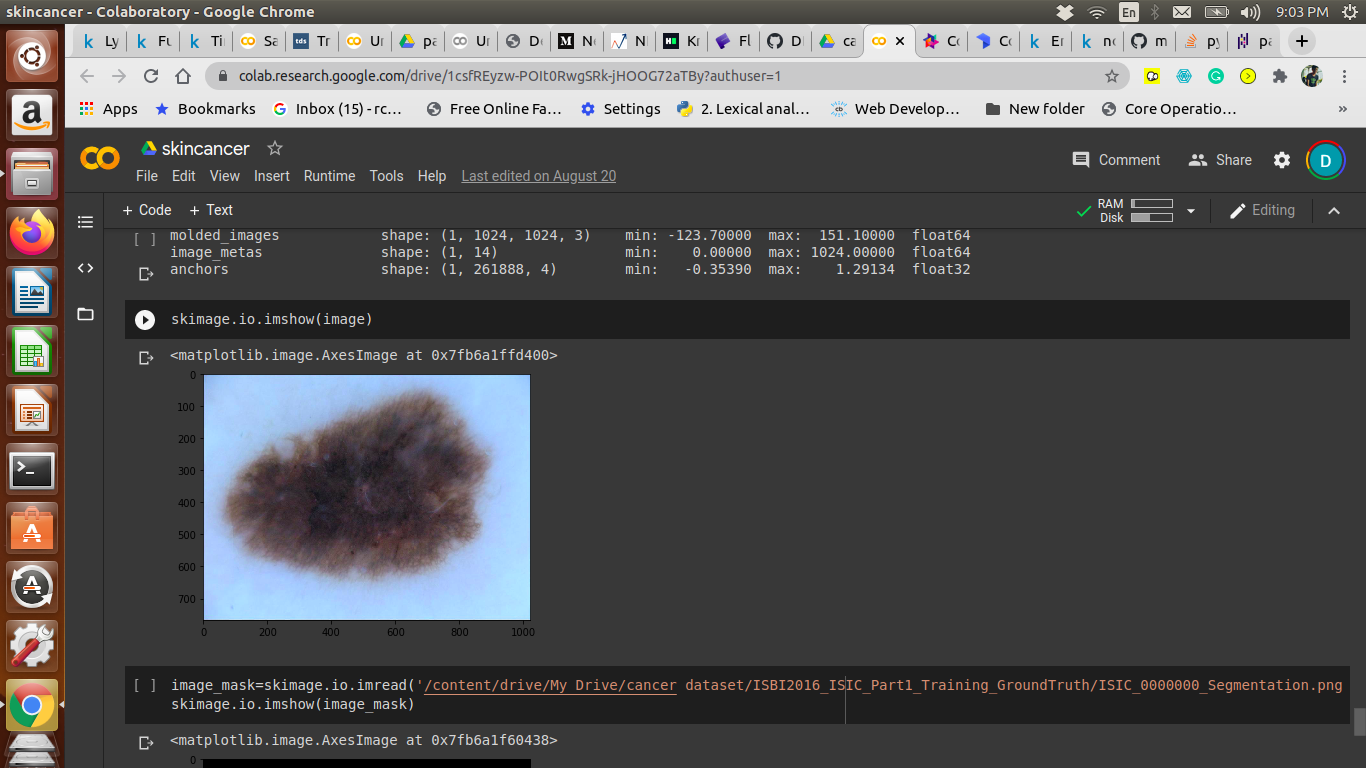 skincancer - Colaboratory - Google Chrome
En
9:03 PM
Ly
Fu
Ti
Sa
tds Tr
Ur
pa
Ur
D
M N
N
H Kr
Fl
D
ca
C
C
Er
nc
m
py
pa
colab.research.google.com/drive/1csfREyzw-POIt0RwgSRk-jHOOG72aTBy?authuser=1
Apps
Bookmarks
Inbox (15) - rc…
Free Online Fa…
Settings
2. Lexical anal…
Web Develop…
New folder
Core Operatio…
»
skincancer
Comment
Share
D
File Edit View Insert Runtime Tools Help Last edited on August 20
+ Code + Text
RAM
Disk
Editing
[ ] molded_images shape: (1, 1024, 1024, 3) min: -123.70000 max: 151.10000 float64
image_metas shape: (1, 14) min: 0.00000 max: 1024.00000 float64
anchors shape: (1, 261888, 4) min: -0.35390 max: 1.29134 float32
skimage.io.imshow(image)
<matplotlib.image.AxesImage at 0x7fb6a1ffd400>
0
100
200
300
400
500
600
700
0 200 400 600 800 1000
[ ] image_mask=skimage.io.imread('/content/drive/My Drive/cancer dataset/ISBI2016_ISIC_Part1_Training_GroundTruth/ISIC_0000000_Segmentation.png
skimage.io.imshow(image_mask)
<matplotlib.image.AxesImage at 0x7fb6a1f60438>
0